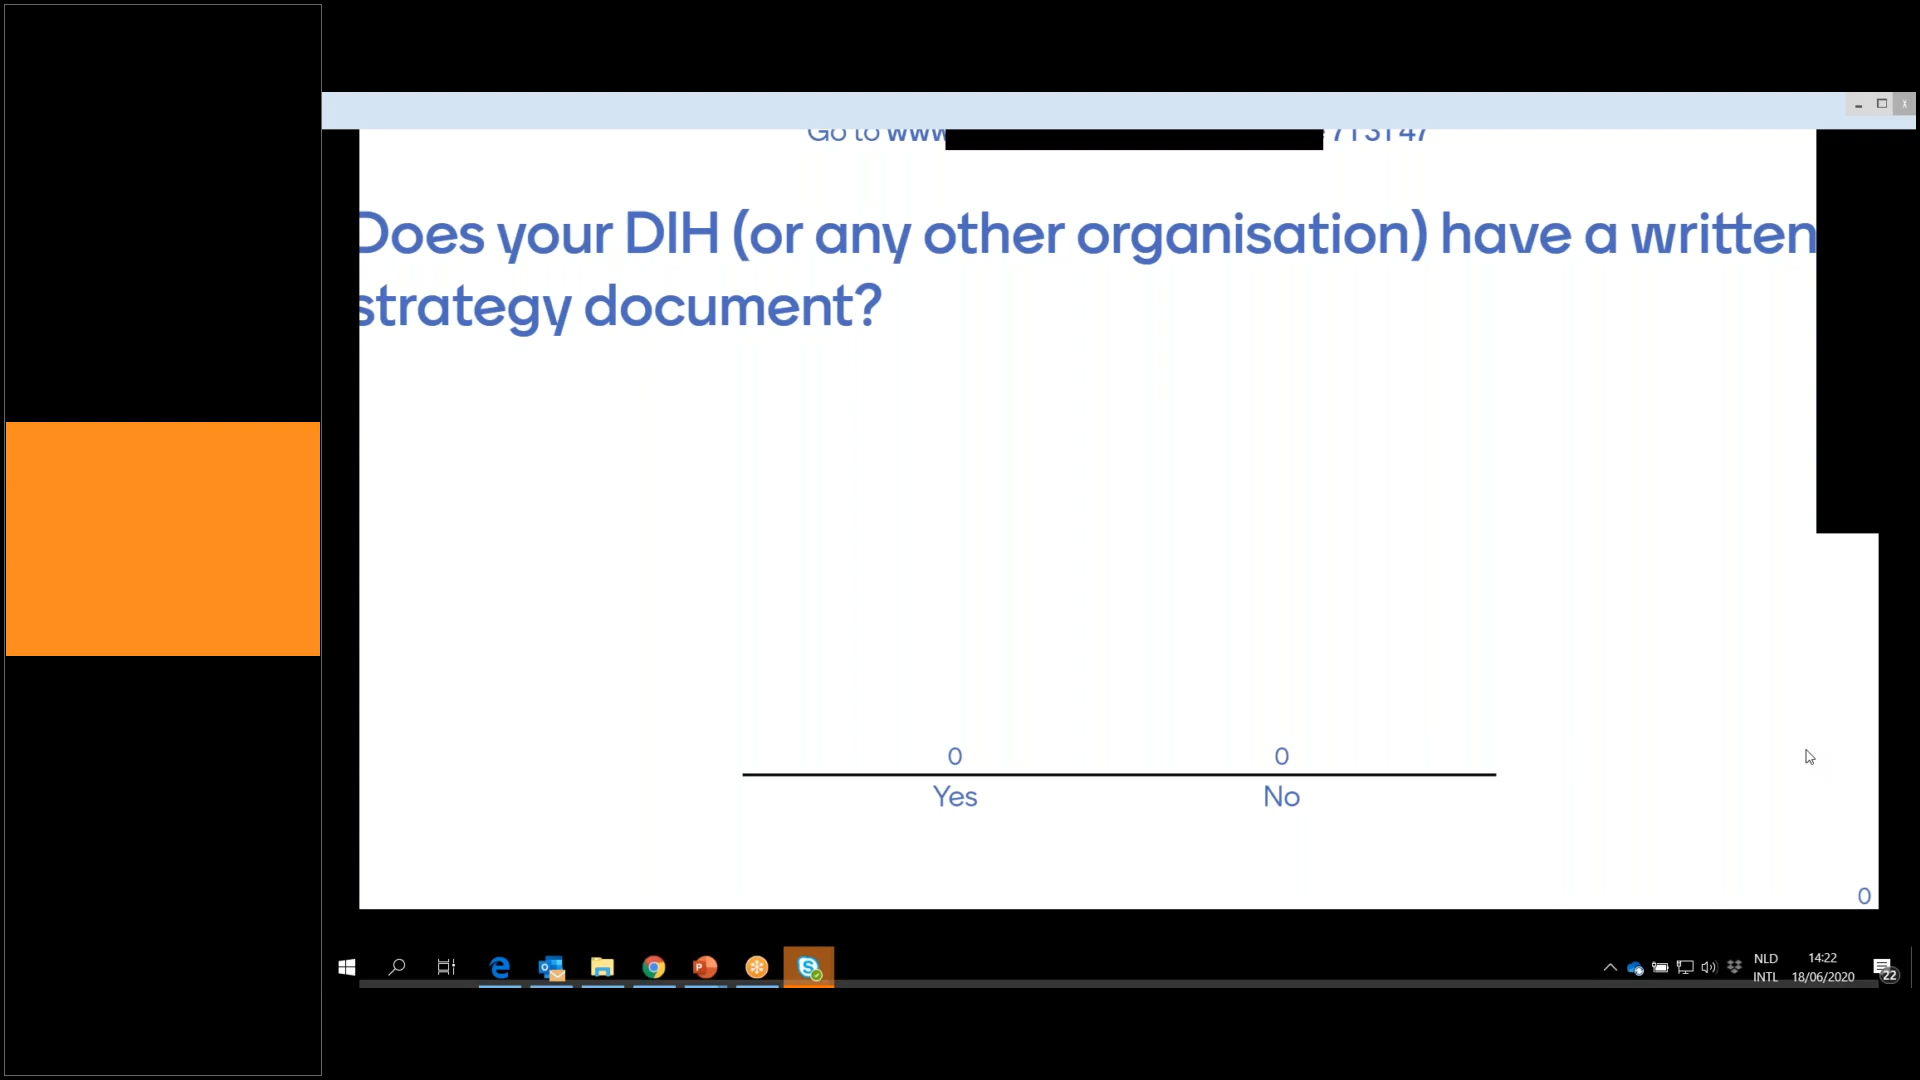 Go to www 713147
Does your DIH (or any other organisation) have a written
strategy document?
0 0
Yes No
0
NLD 14:22
INTL 18/06/2020 22